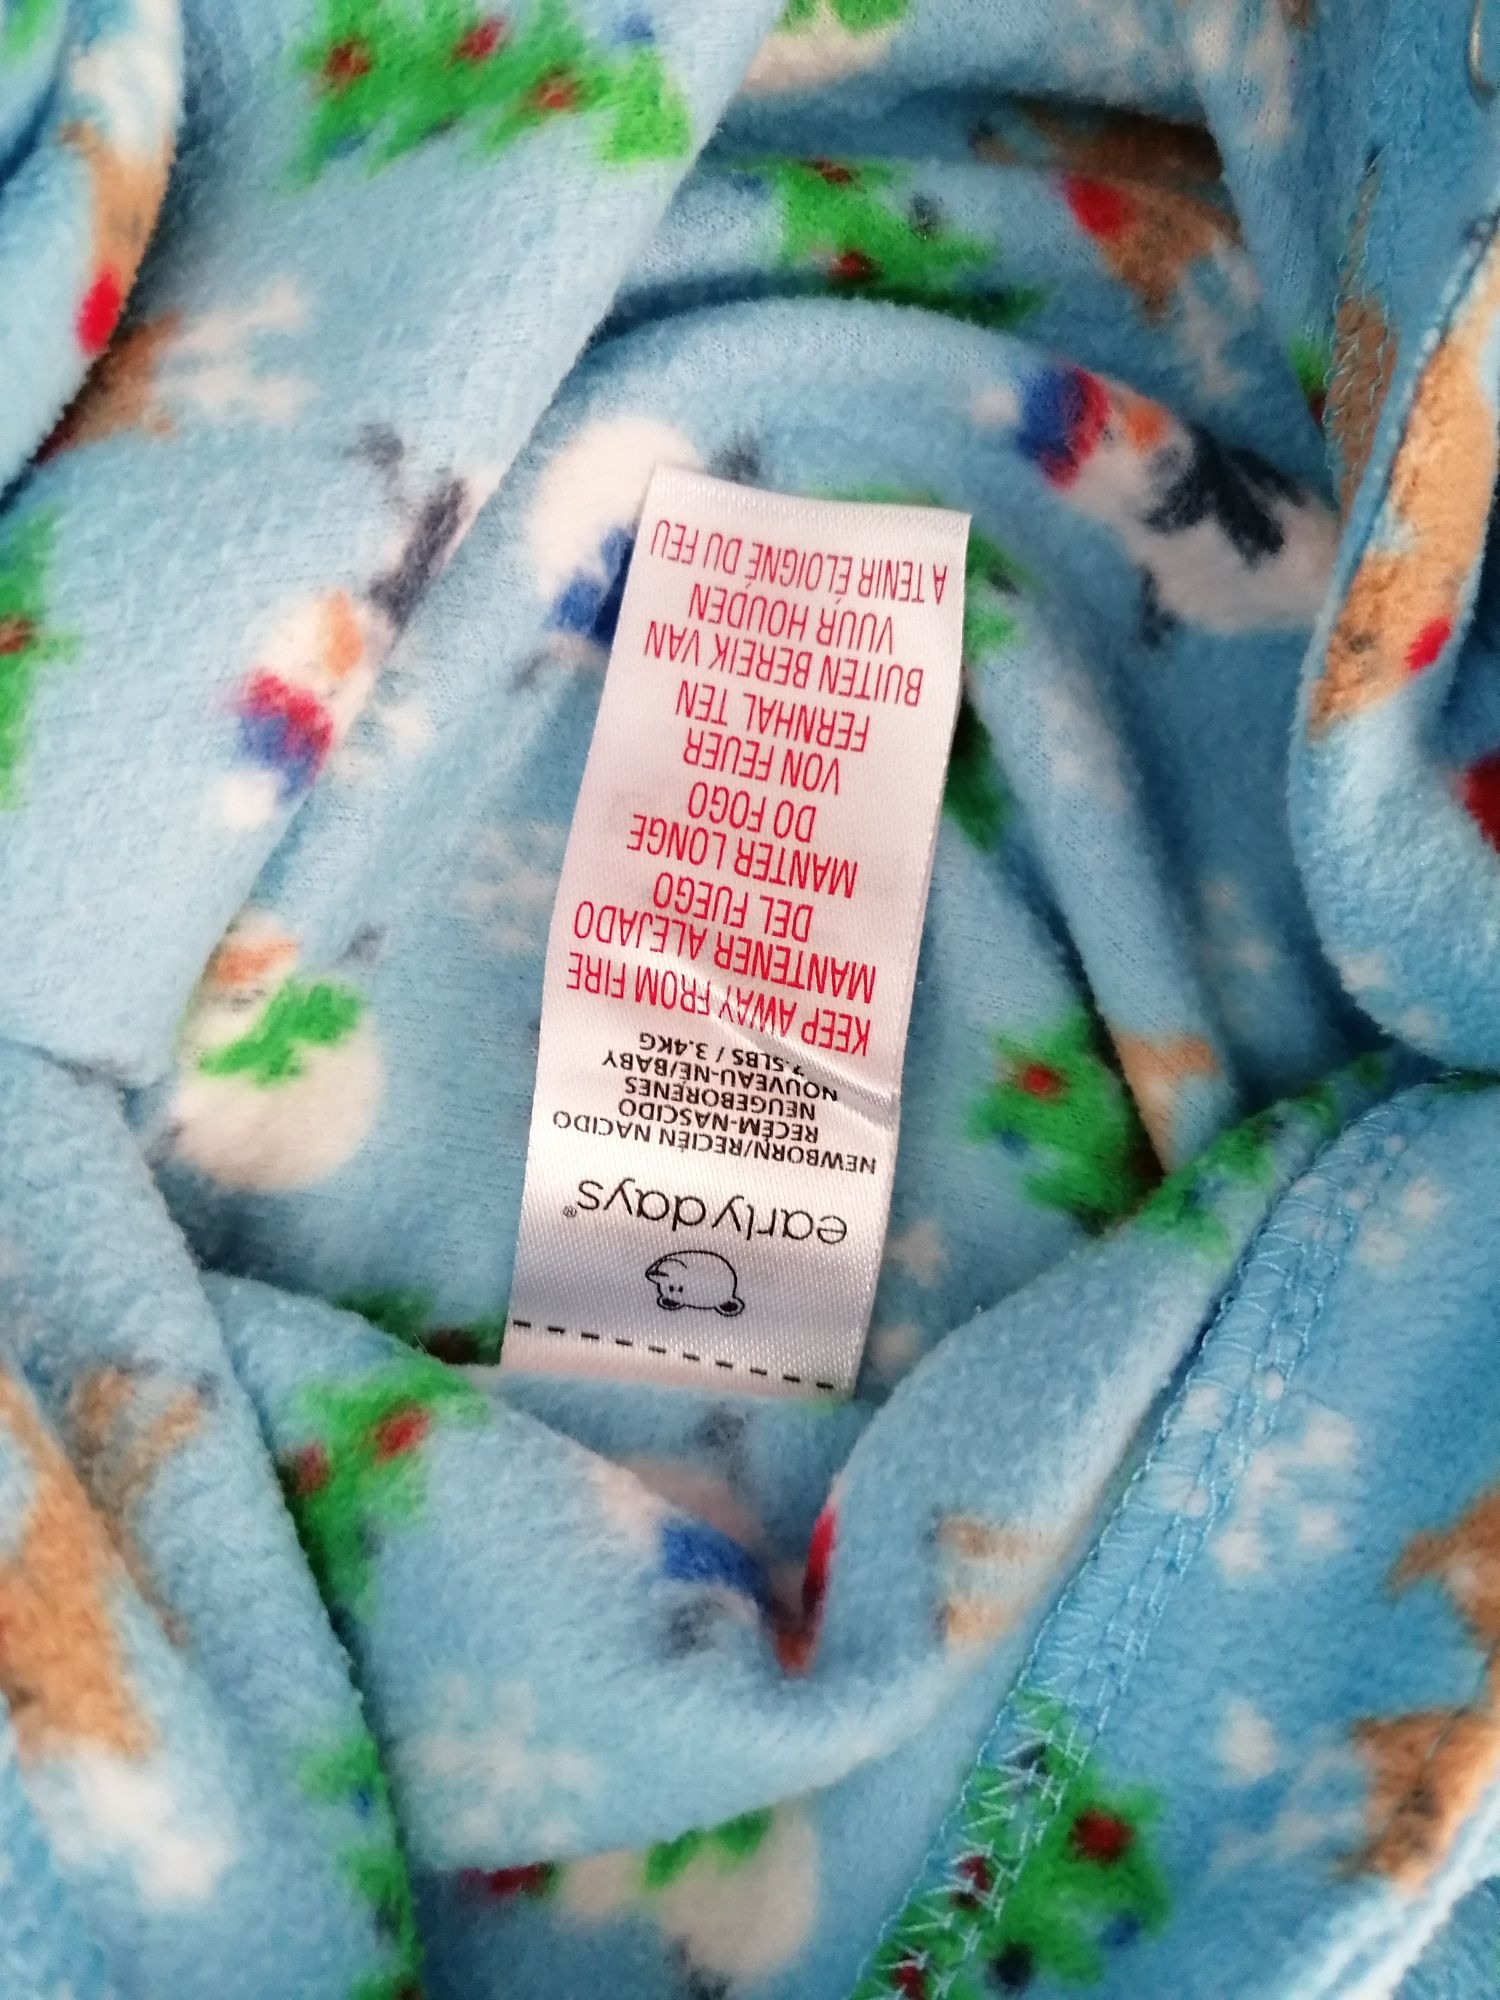 earlydays®
NEWBORN/RECIÉN NACIDO
RECÉM-NASCIDO
NEUGEBORENES
NOUVEAU-NÉ/BABY
7.5LBS / 3.4KG
KEEP AWAY FROM FIRE
MANTENER ALEJADO
DEL FUEGO
MANTER LONGE
DO FOGO
VON FEUER
FERNHAL TEN
BUITEN BEREIK VAN
VUUR HOUDEN
A TENIR ÉLOIGNÉ DU FEU